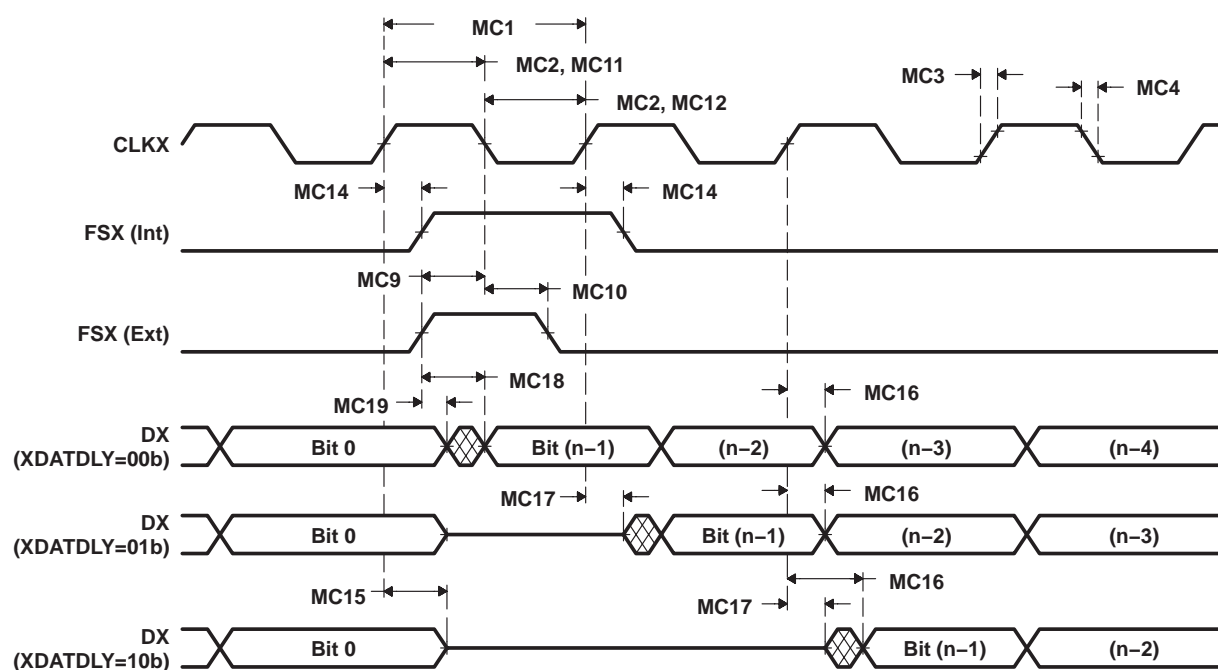 MC1
MC2, MC11
MC3
MC4
MC2, MC12
CLKX
MC14
MC14
FSX (Int)
MC9
MC10
FSX (Ext)
MC18
MC19
MC16
DX
(XDATDLY=00b)
Bit 0
Bit (n−1)
(n−2)
(n−3)
(n−4)
MC17
MC16
DX
(XDATDLY=01b)
Bit 0
Bit (n−1)
(n−2)
(n−3)
MC15
MC17
MC16
DX
(XDATDLY=10b)
Bit 0
Bit (n−1)
(n−2)